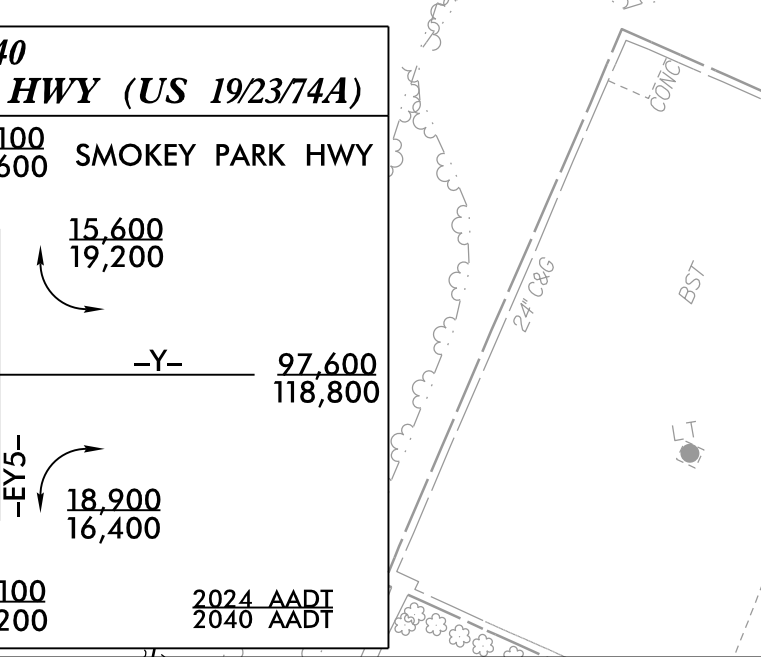 40
HWY (US 19/23/74A)
100
600
SMOKEY PARK HWY
15,600
19,200
–Y–
97,600
118,800
–EY5–
18,900
16,400
100
200
2024 AADT
2040 AADT
CONC
24" C&G
BST
LT